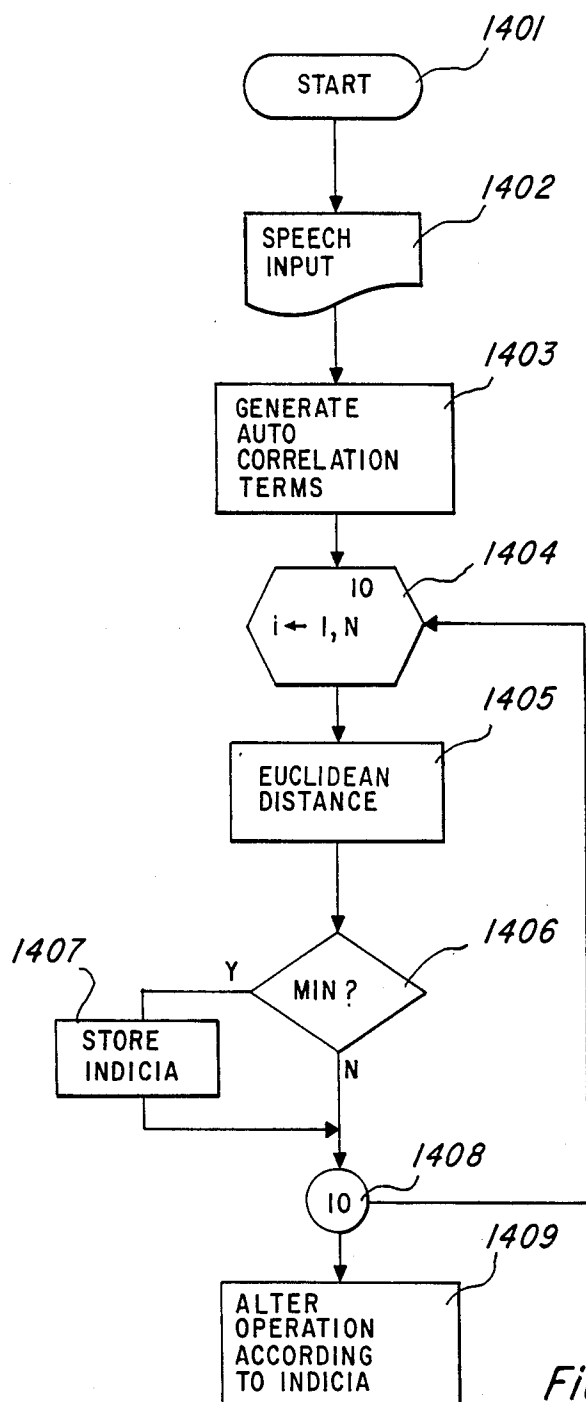 1401
START
1402
SPEECH
INPUT
1403
GENERATE
AUTO
CORRELATION
TERMS
1404
10
i ← 1, N
1405
EUCLIDEAN
DISTANCE
1406
1407
Y
MIN ?
STORE
INDICIA
N
1408
10
1409
ALTER
OPERATION
ACCORDING
TO INDICIA